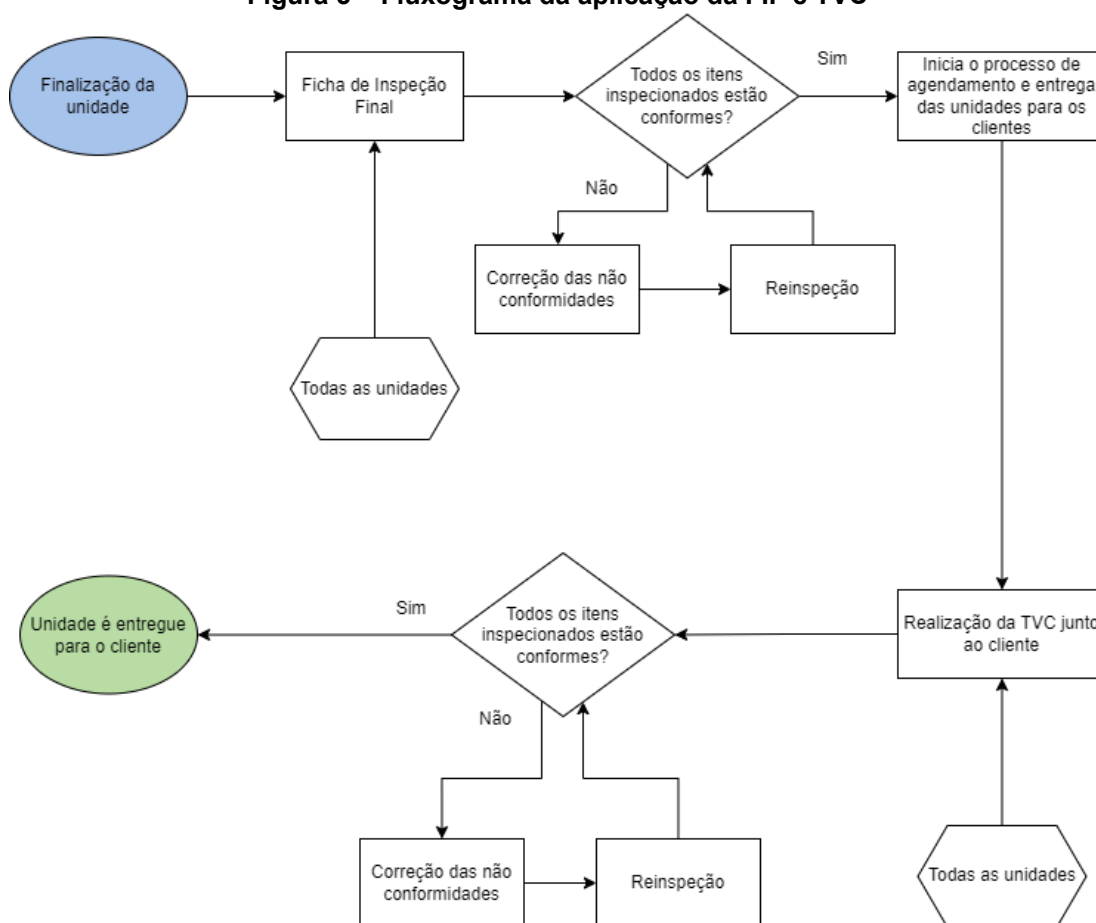 Figura – Fluxograma da aplicação da e TVC
Finalização da
unidade
Ficha de Inspeção
Final
Todos os itens
inspecionados estão
conformes?
Sim
Inicia o processo de
agendamento e entrega
das unidades para os
clientes
Não
Correção das não
conformidades
Reinspeção
Todas as unidades
Unidade é entregue
para o cliente
Sim
Todos os itens
inspecionados estão
conformes?
Realização da TVC junto
ao cliente
Não
Correção das não
conformidades
Reinspeção
Todas as unidades